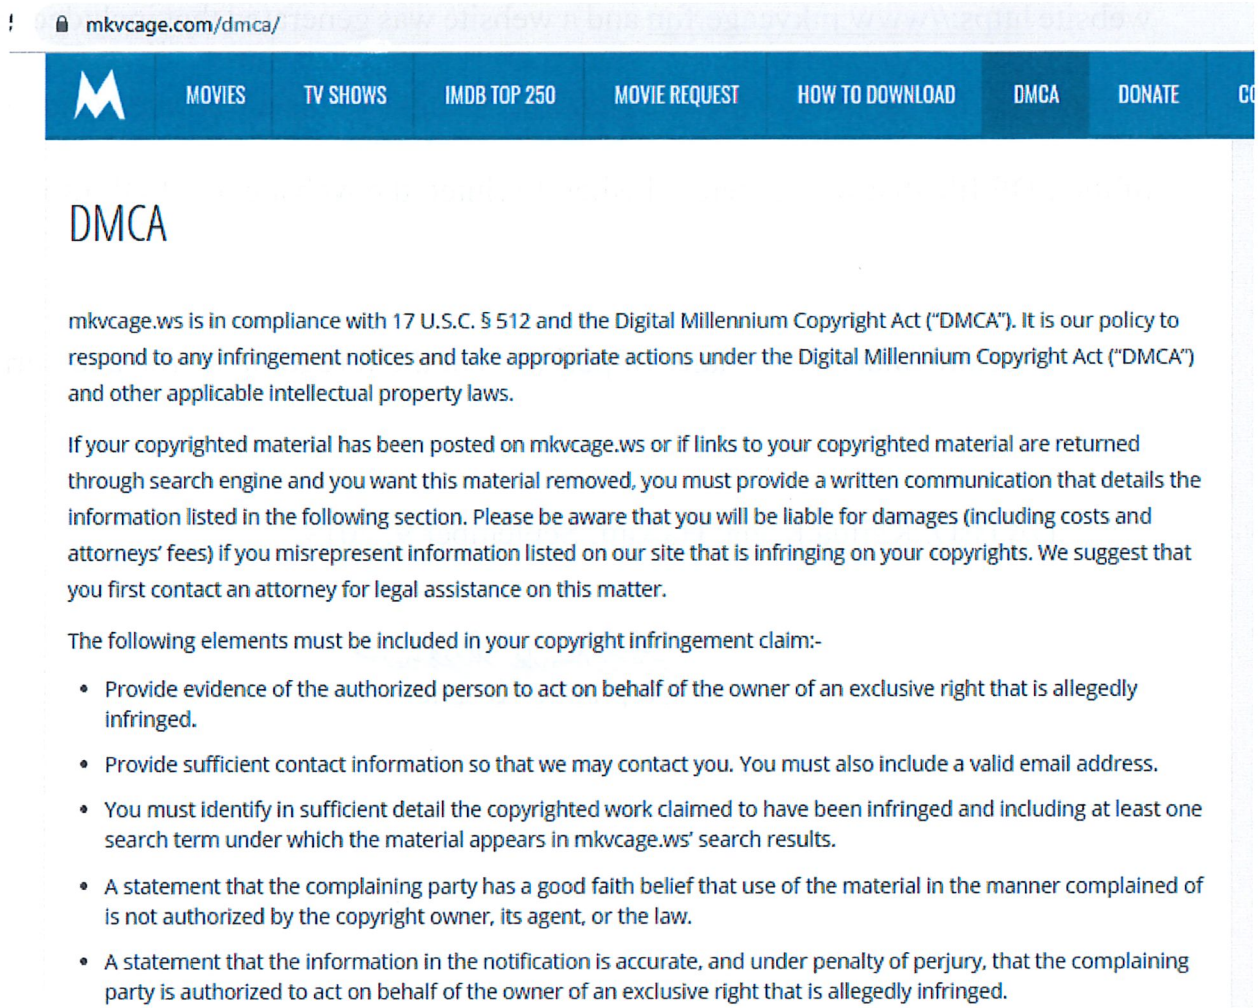 mkvcage.com/dmca/
MOVIES TV SHOWS IMDB TOP 250 MOVIE REQUEST HOW TO DOWNLOAD DMCA DONATE
DMCA
mkvcage.ws is in compliance with 17 U.S.C. § 512 and the Digital Millennium Copyright Act (“DMCA”). It is our policy to
respond to any infringement notices and take appropriate actions under the Digital Millennium Copyright Act (“DMCA”)
and other applicable intellectual property laws.
If your copyrighted material has been posted on mkvcage.ws or if links to your copyrighted material are returned
through search engine and you want this material removed, you must provide a written communication that details the
information listed in the following section. Please be aware that you will be liable for damages (including costs and
attorneys’ fees) if you misrepresent information listed on our site that is infringing on your copyrights. We suggest that
you first contact an attorney for legal assistance on this matter.
The following elements must be included in your copyright infringement claim:-
• Provide evidence of the authorized person to act on behalf of the owner of an exclusive right that is allegedly
infringed.
• Provide sufficient contact information so that we may contact you. You must also include a valid email address.
• You must identify in sufficient detail the copyrighted work claimed to have been infringed and including at least one
search term under which the material appears in mkvcage.ws’ search results.
• A statement that the complaining party has a good faith belief that use of the material in the manner complained of
is not authorized by the copyright owner, its agent, or the law.
• A statement that the information in the notification is accurate, and under penalty of perjury, that the complaining
party is authorized to act on behalf of the owner of an exclusive right that is allegedly infringed.